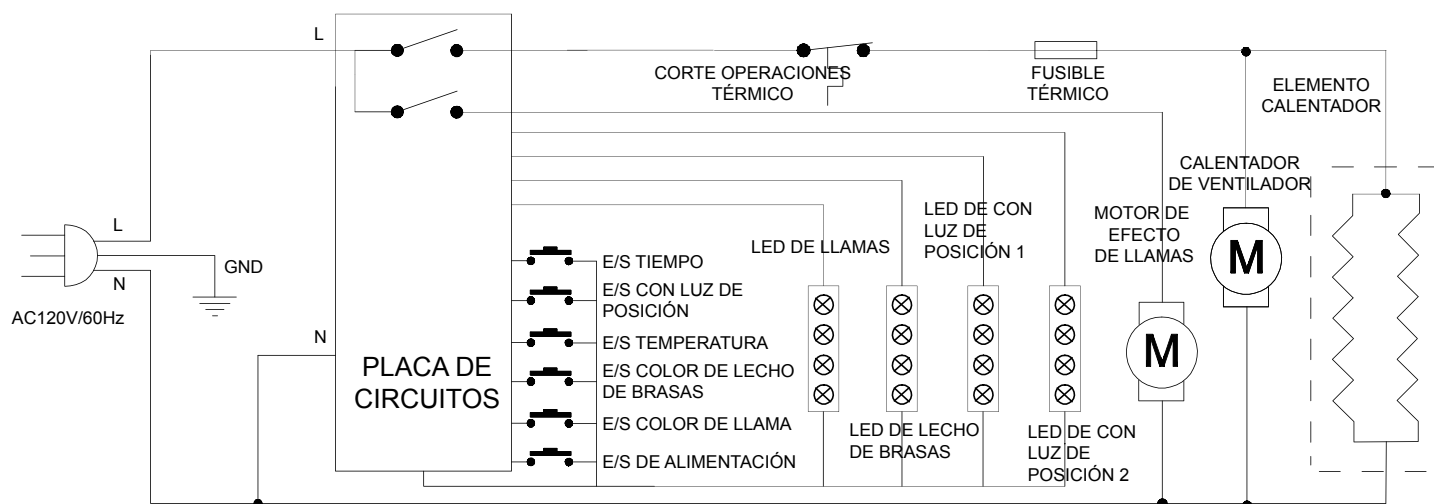 L
CORTE OPERACIONES
TÉRMICO
FUSIBLE
TÉRMICO
ELEMENTO
CALENTADOR
CALENTADOR
DE VENTILADOR
LED DE CON
LUZ DE
POSICIÓN 1
MOTOR DE
EFECTO
DE LLAMAS
LED DE LLAMAS
L
GND
N
AC120V/60Hz
N
PLACA DE
CIRCUITOS
E/S TIEMPO
E/S CON LUZ DE
POSICIÓN
E/S TEMPERATURA
E/S COLOR DE LECHO
DE BRASAS
E/S COLOR DE LLAMA
E/S DE ALIMENTACIÓN
M
M
LED DE LECHO
DE BRASAS
LED DE CON
LUZ DE
POSICIÓN 2